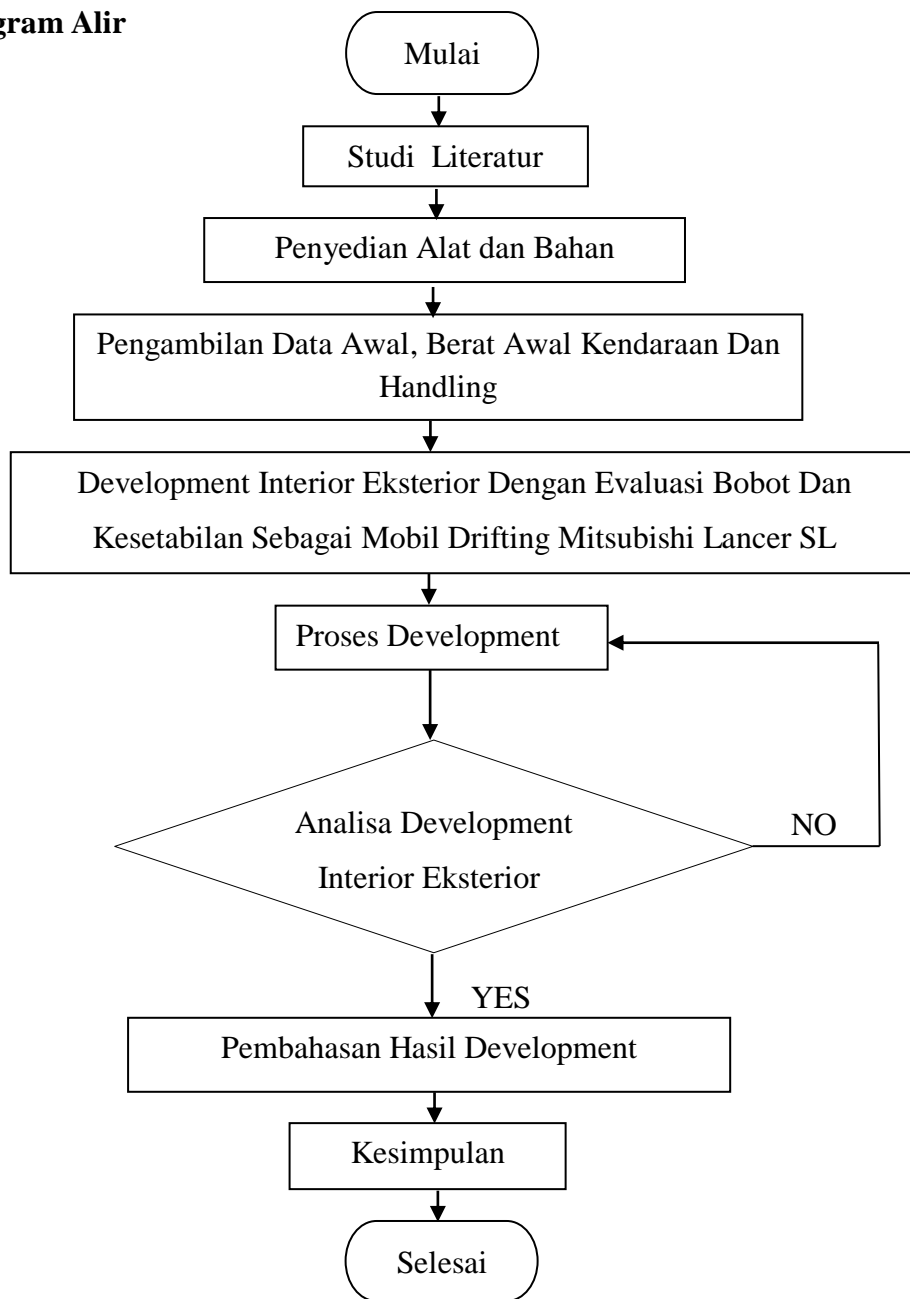 gram Alir
Mulai
Studi Literatur
Penyedian Alat dan Bahan
Pengambilan Data Awal, Berat Awal Kendaraan Dan
Handling
Development Interior Eksterior Dengan Evaluasi Bobot Dan
Kesetabilan Sebagai Mobil Drifting Mitsubishi Lancer SL
Proses Development
Analisa Development
Interior Eksterior
NO
YES
Pembahasan Hasil Development
Kesimpulan
Selesai